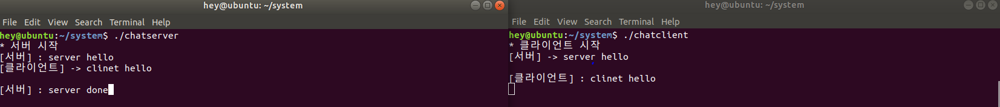 hey@ubuntu: ~/system
File Edit View Search Terminal Help
hey@ubuntu:~/system$ ./chatserver
* 서버 시작
[서버] : server hello
[클라이언트] -> clinet hello
[서버] : server done
hey@ubuntu: ~/system
File Edit View Search Terminal Help
hey@ubuntu:~/system$ ./chatclient
* 클라이언트 시작
[서버] -> server hello
[클라이언트] : clinet hello